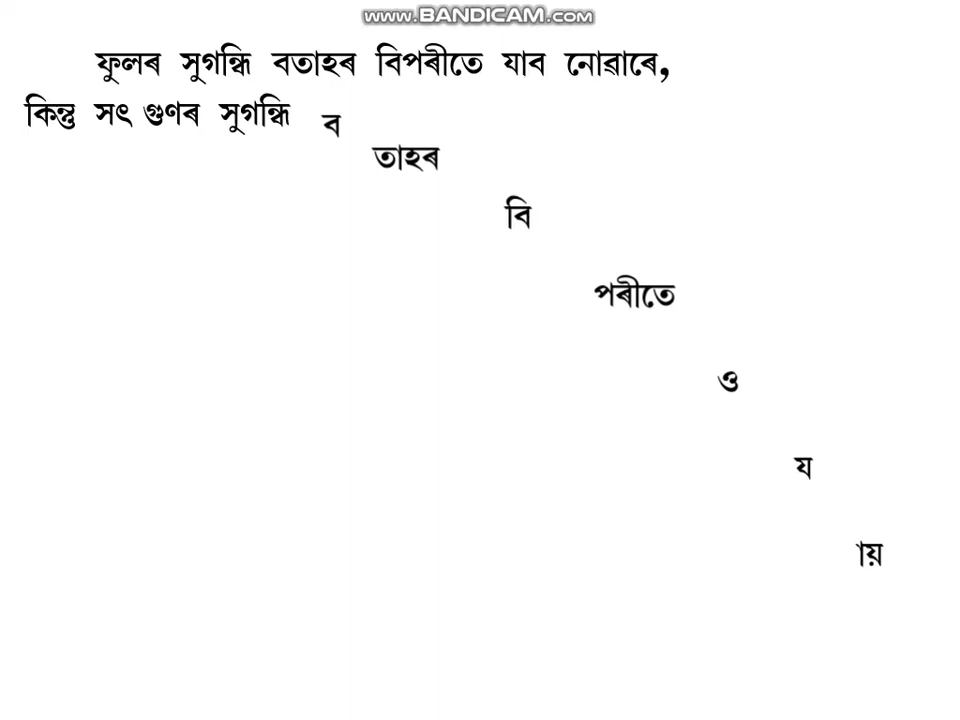 www.BANDICAM.com
ফুলৰ সুগন্ধি বতাহৰ বিপৰীতে যাব নোৱাৰে,
কিন্তু সৎ গুণৰ সুগন্ধি
ব
তাহৰ
বি
পৰীতে
ও
য
ায়